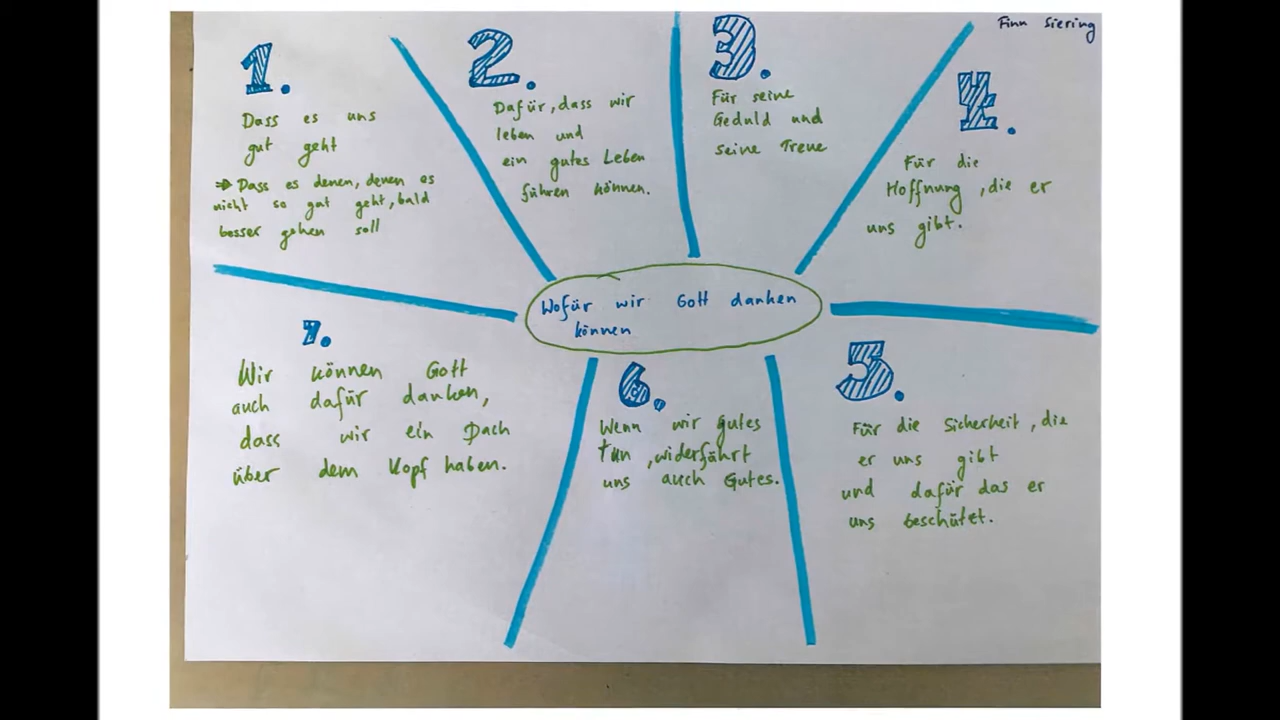 Finn Siering
1.
Dass es uns
gut geht
=> Dass es denen, denen es
nicht so gut geht, bald
besser gehen soll
2.
Dafür, dass wir
leben und
ein gutes Leben
führen können.
3.
Für seine
Geduld und
seine Treue
4.
Für die
Hoffnung, die er
uns gibt.
Wofür wir Gott danken
können
5.
Für die Sicherheit, die
er uns gibt
und dafür das er
uns beschütet.
6.
Wenn wir gutes
tun, widerfährt
uns auch Gutes.
7.
Wir können Gott
auch dafür danken,
dass wir ein Dach
über dem Kopf haben.